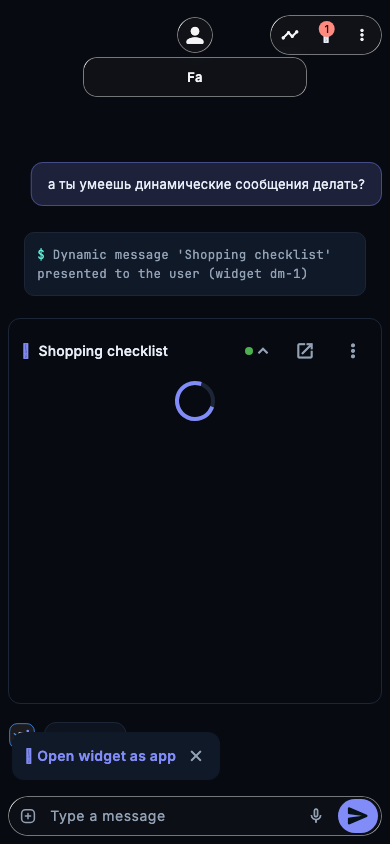 1
Fa
а ты умеешь динамические сообщения делать?
$ Dynamic message 'Shopping checklist'
presented to the user (widget dm-1)
Shopping checklist
Open widget as app
Type a message